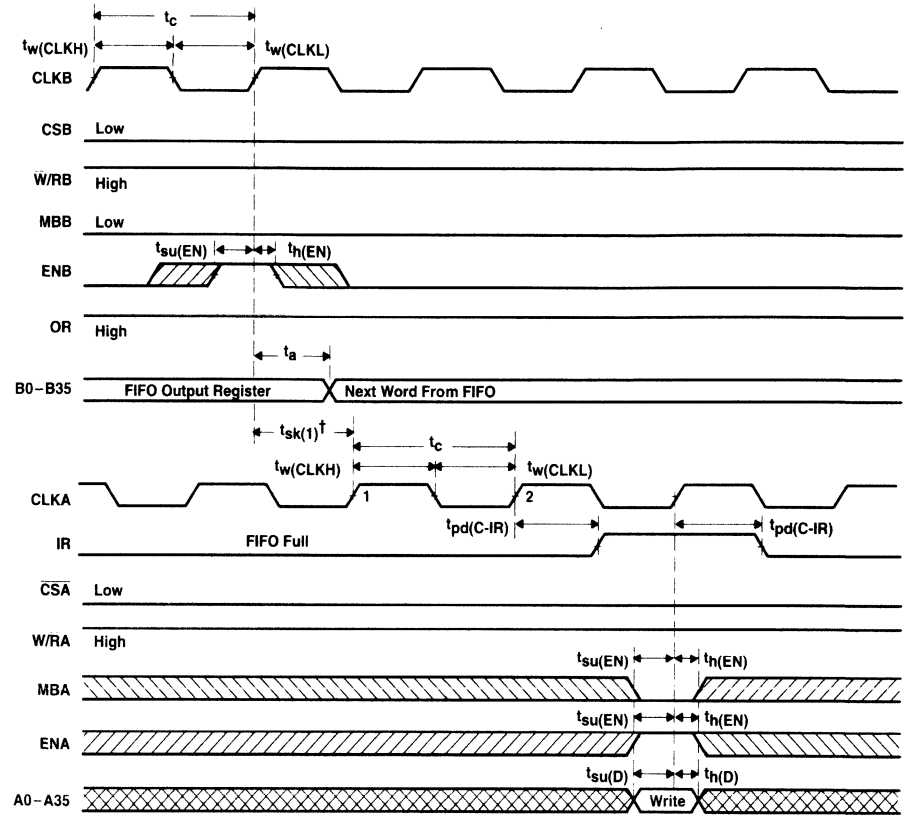 tc
tw(CLKH)
tw(CLKL)
CLKB
CSB
Low
W̅/RB
High
MBB
Low
tsu(EN)
th(EN)
ENB
OR
High
ta
B0–B35
FIFO Output Register
Next Word From FIFO
tsk(1)†
tc
tw(CLKH)
tw(CLKL)
CLKA
1
2
tpd(C-IR)
tpd(C-IR)
IR
FIFO Full
C̅S̅A̅
Low
W/RA
High
tsu(EN)
th(EN)
MBA
tsu(EN)
th(EN)
ENA
tsu(D)
th(D)
A0–A35
Write